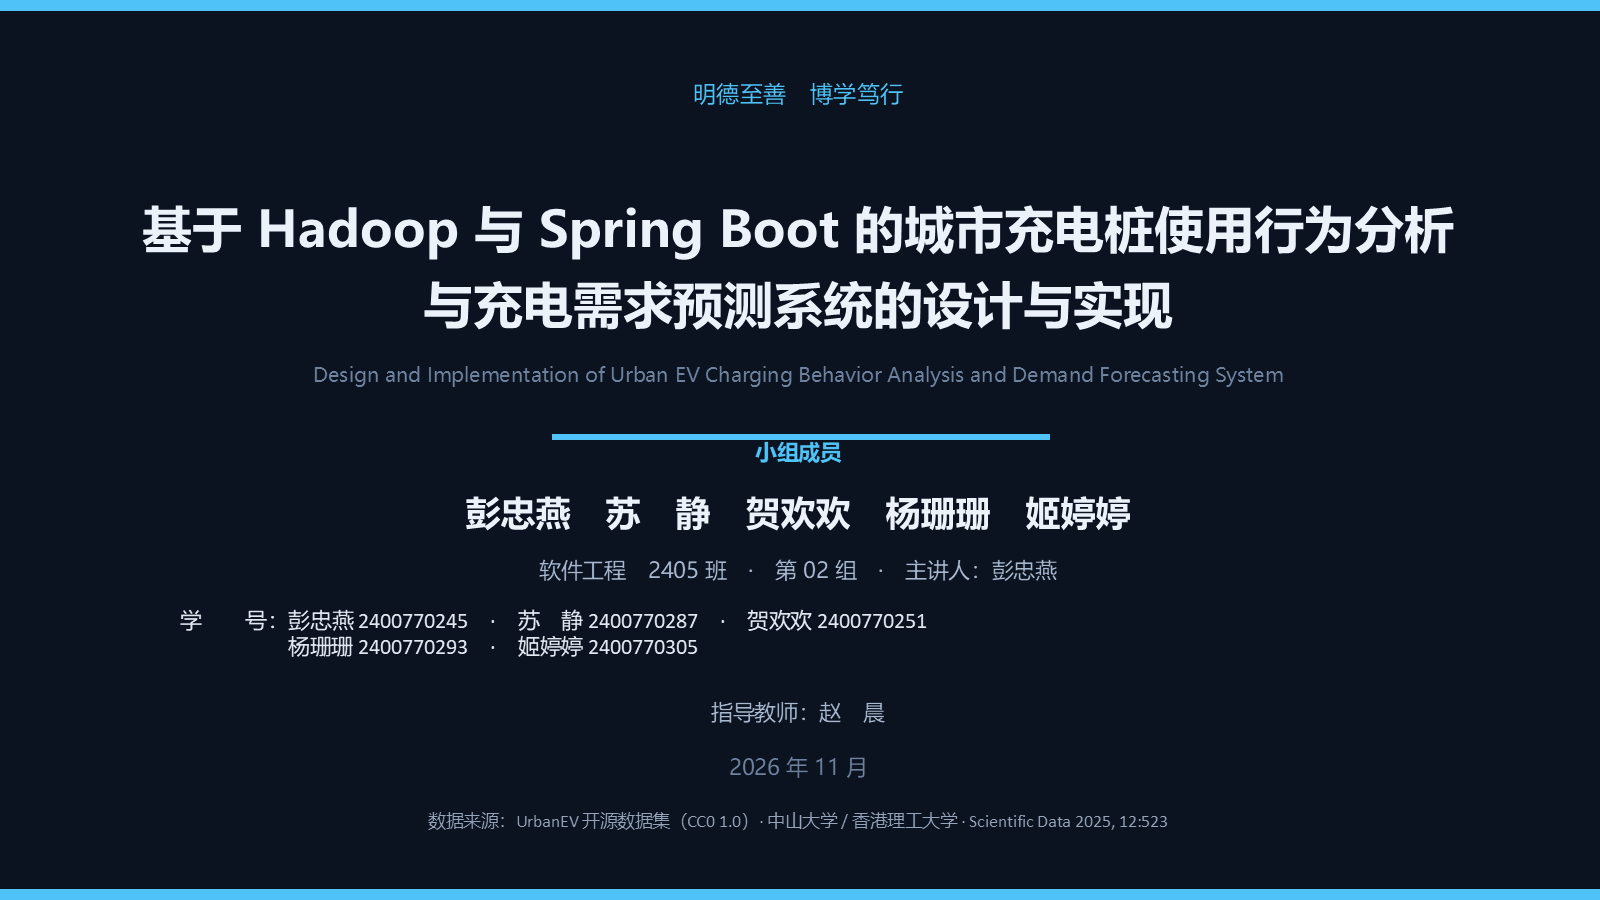 明德至善　博学笃行
基于 Hadoop 与 Spring Boot 的城市充电桩使用行为分析
与充电需求预测系统的设计与实现
Design and Implementation of Urban EV Charging Behavior Analysis and Demand Forecasting System
小组成员
彭忠燕　苏　静　贺欢欢　杨珊珊　姬婷婷
软件工程　2405 班　·　第 02 组　·　主讲人：彭忠燕
学　　号：彭忠燕 2400770245　·　苏　静 2400770287　·　贺欢欢 2400770251
杨珊珊 2400770293　·　姬婷婷 2400770305
指导教师：赵　晨
2026 年 11 月
数据来源：UrbanEV 开源数据集（CC0 1.0）· 中山大学 / 香港理工大学 · Scientific Data 2025, 12:523